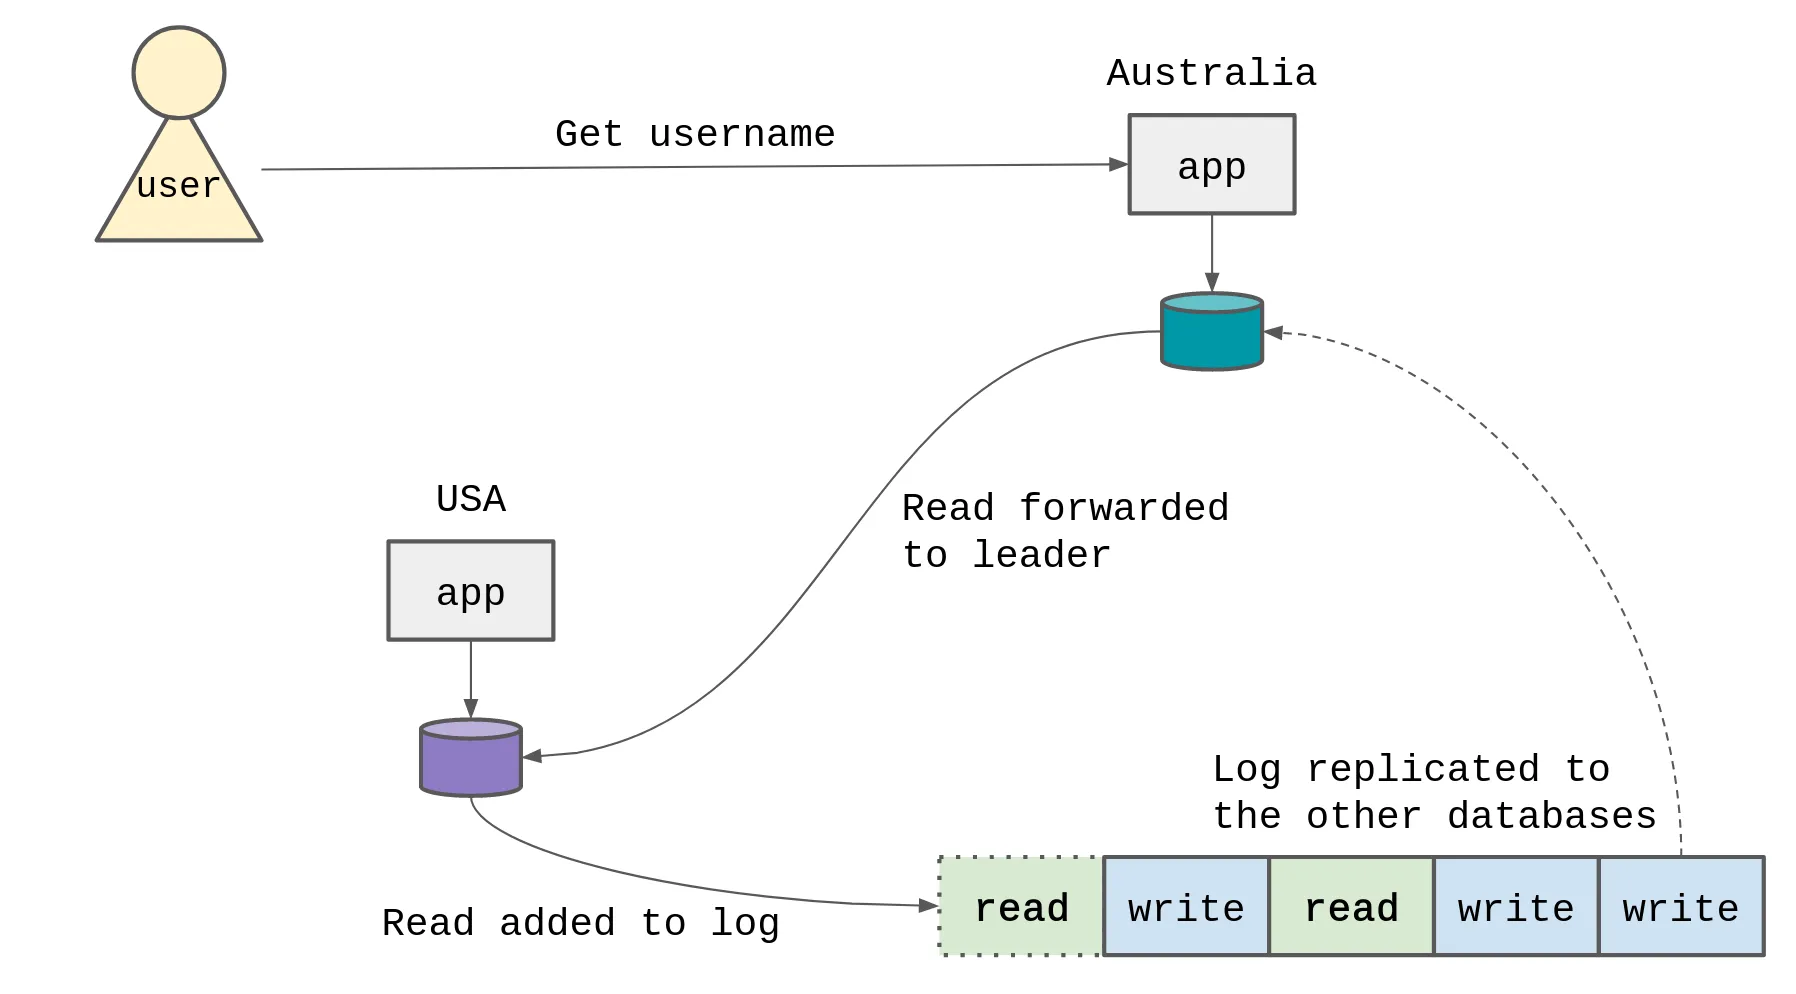 Australia
Get username
app
user
USA
Read forwarded
to leader
app
Log replicated to
the other databases
read write read write write
Read added to log